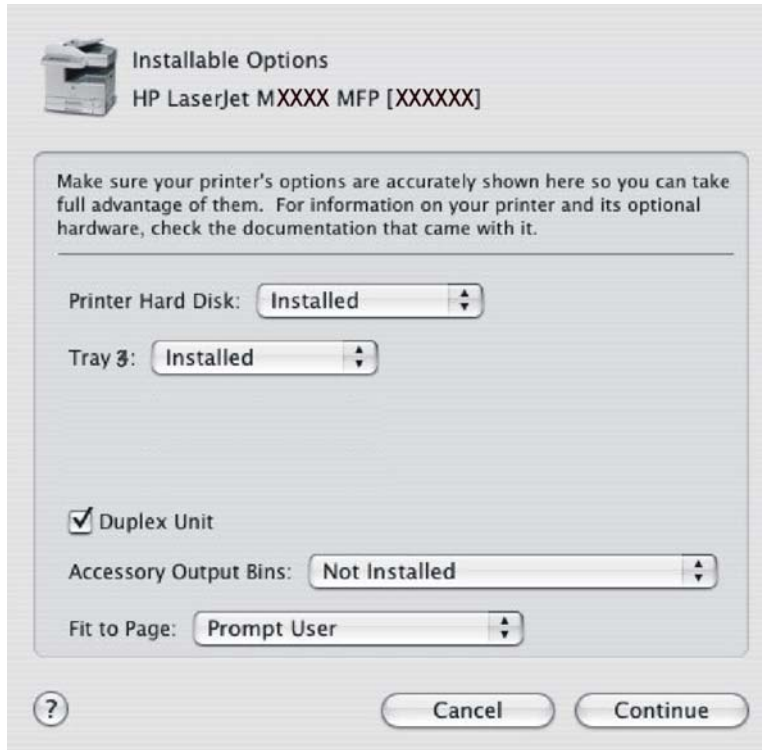 Installable Options
HP LaserJet MXXXX MFP [XXXXXX]
Make sure your printer's options are accurately shown here so you can take
full advantage of them. For information on your printer and its optional
hardware, check the documentation that came with it.
Printer Hard Disk: Installed
Tray 3: Installed
Duplex Unit
Accessory Output Bins: Not Installed
Fit to Page: Prompt User
? Cancel Continue